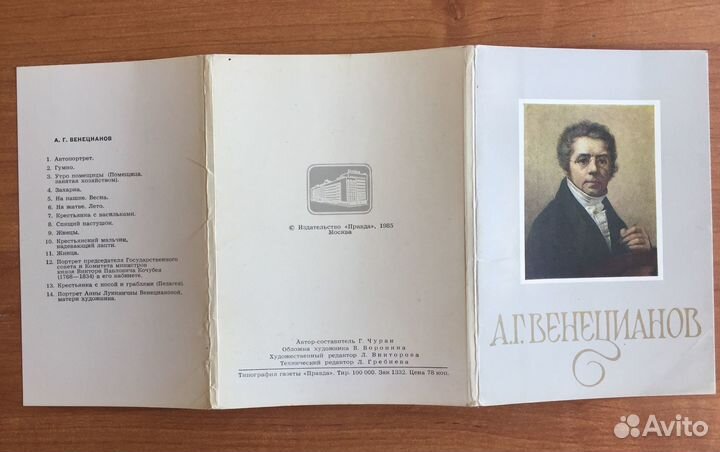 А. Г. ВЕНЕЦИАНОВ
1. Автопортрет.
2. Гумно.
3. Утро помещицы (Помещица,
занятая хозяйством).
4. Захарка.
5. На пашне. Весна.
6. На жатве. Лето.
7. Крестьянка с васильками.
8. Спящий пастушок.
9. Жнецы.
10. Крестьянский мальчик,
надевающий лапти.
11. Жница.
12. Портрет председателя Государственного
совета и Комитета министров
князя Виктора Павловича Кочубея
(1768—1834) в его кабинете.
13. Крестьянка с косой и граблями (Пелагея).
14. Портрет Анны Лукиничны Венециановой,
матери художника.
© Издательство «Правда», 1985
Москва
Автор-составитель Г. Чурак
Обложка художника В. Воронина
Художественный редактор Л. Викторова
Технический редактор Л. Гребнева
Типография газеты «Правда». Тир. 100 000. Зак 1332. Цена 78 коп.
А.Г. ВЕНЕЦИАНОВ
Avito